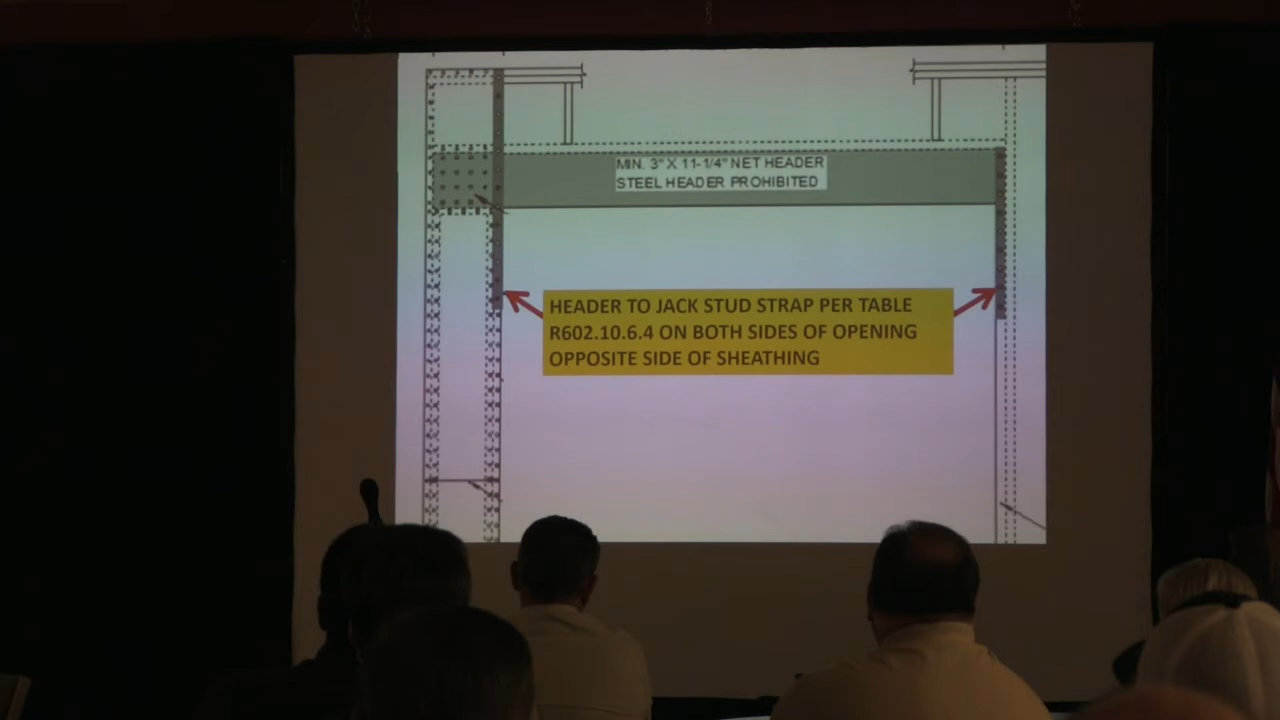 MIN. 3" X 11-1/4" NET HEADER
STEEL HEADER PROHIBITED
HEADER TO JACK STUD STRAP PER TABLE
R602.10.6.4 ON BOTH SIDES OF OPENING
OPPOSITE SIDE OF SHEATHING